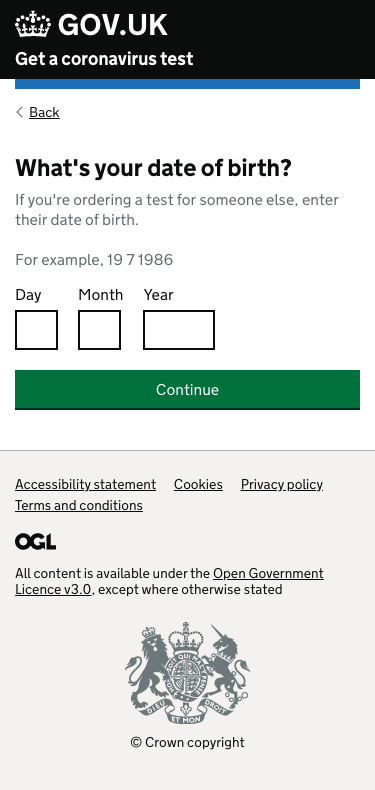 GOV.UK
Get a coronavirus test
Back
What's your date of birth?
If you're ordering a test for someone else, enter
their date of birth.
For example, 19 7 1986
Day Month Year
Continue
Accessibility statement Cookies Privacy policy
Terms and conditions
OGL
All content is available under the Open Government
Licence v3.0, except where otherwise stated
DIEU ET MON DROIT
© Crown copyright